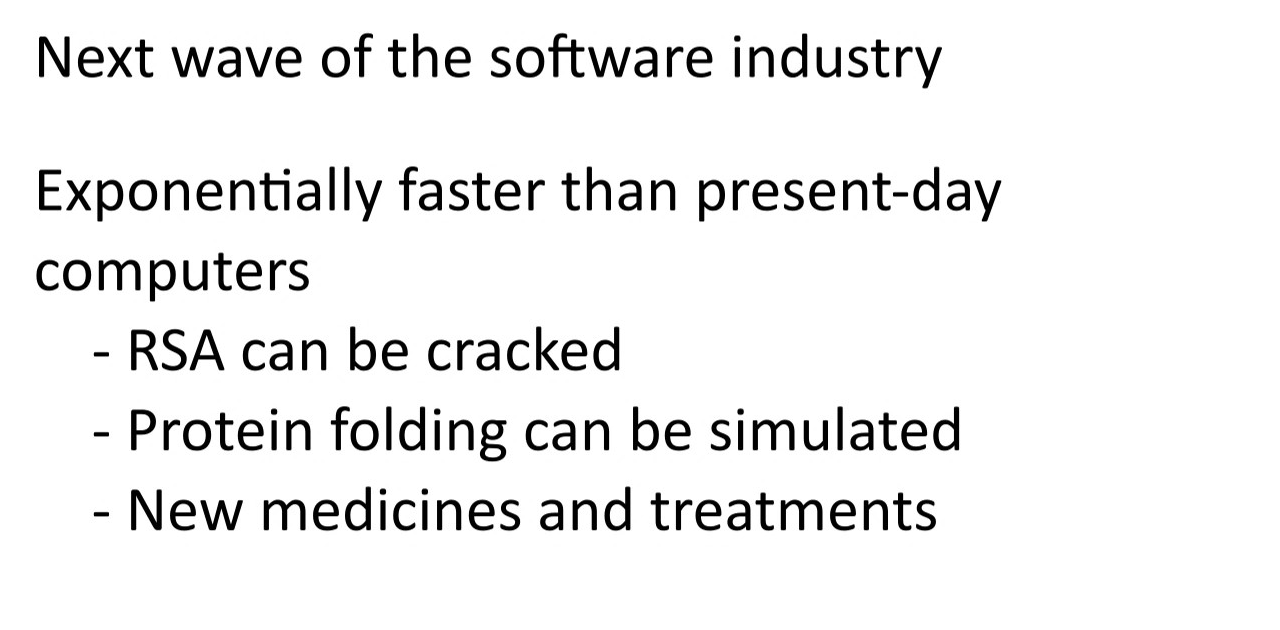 Next wave of the software industry
Exponentially faster than present-day
computers
- RSA can be cracked
- Protein folding can be simulated
- New medicines and treatments